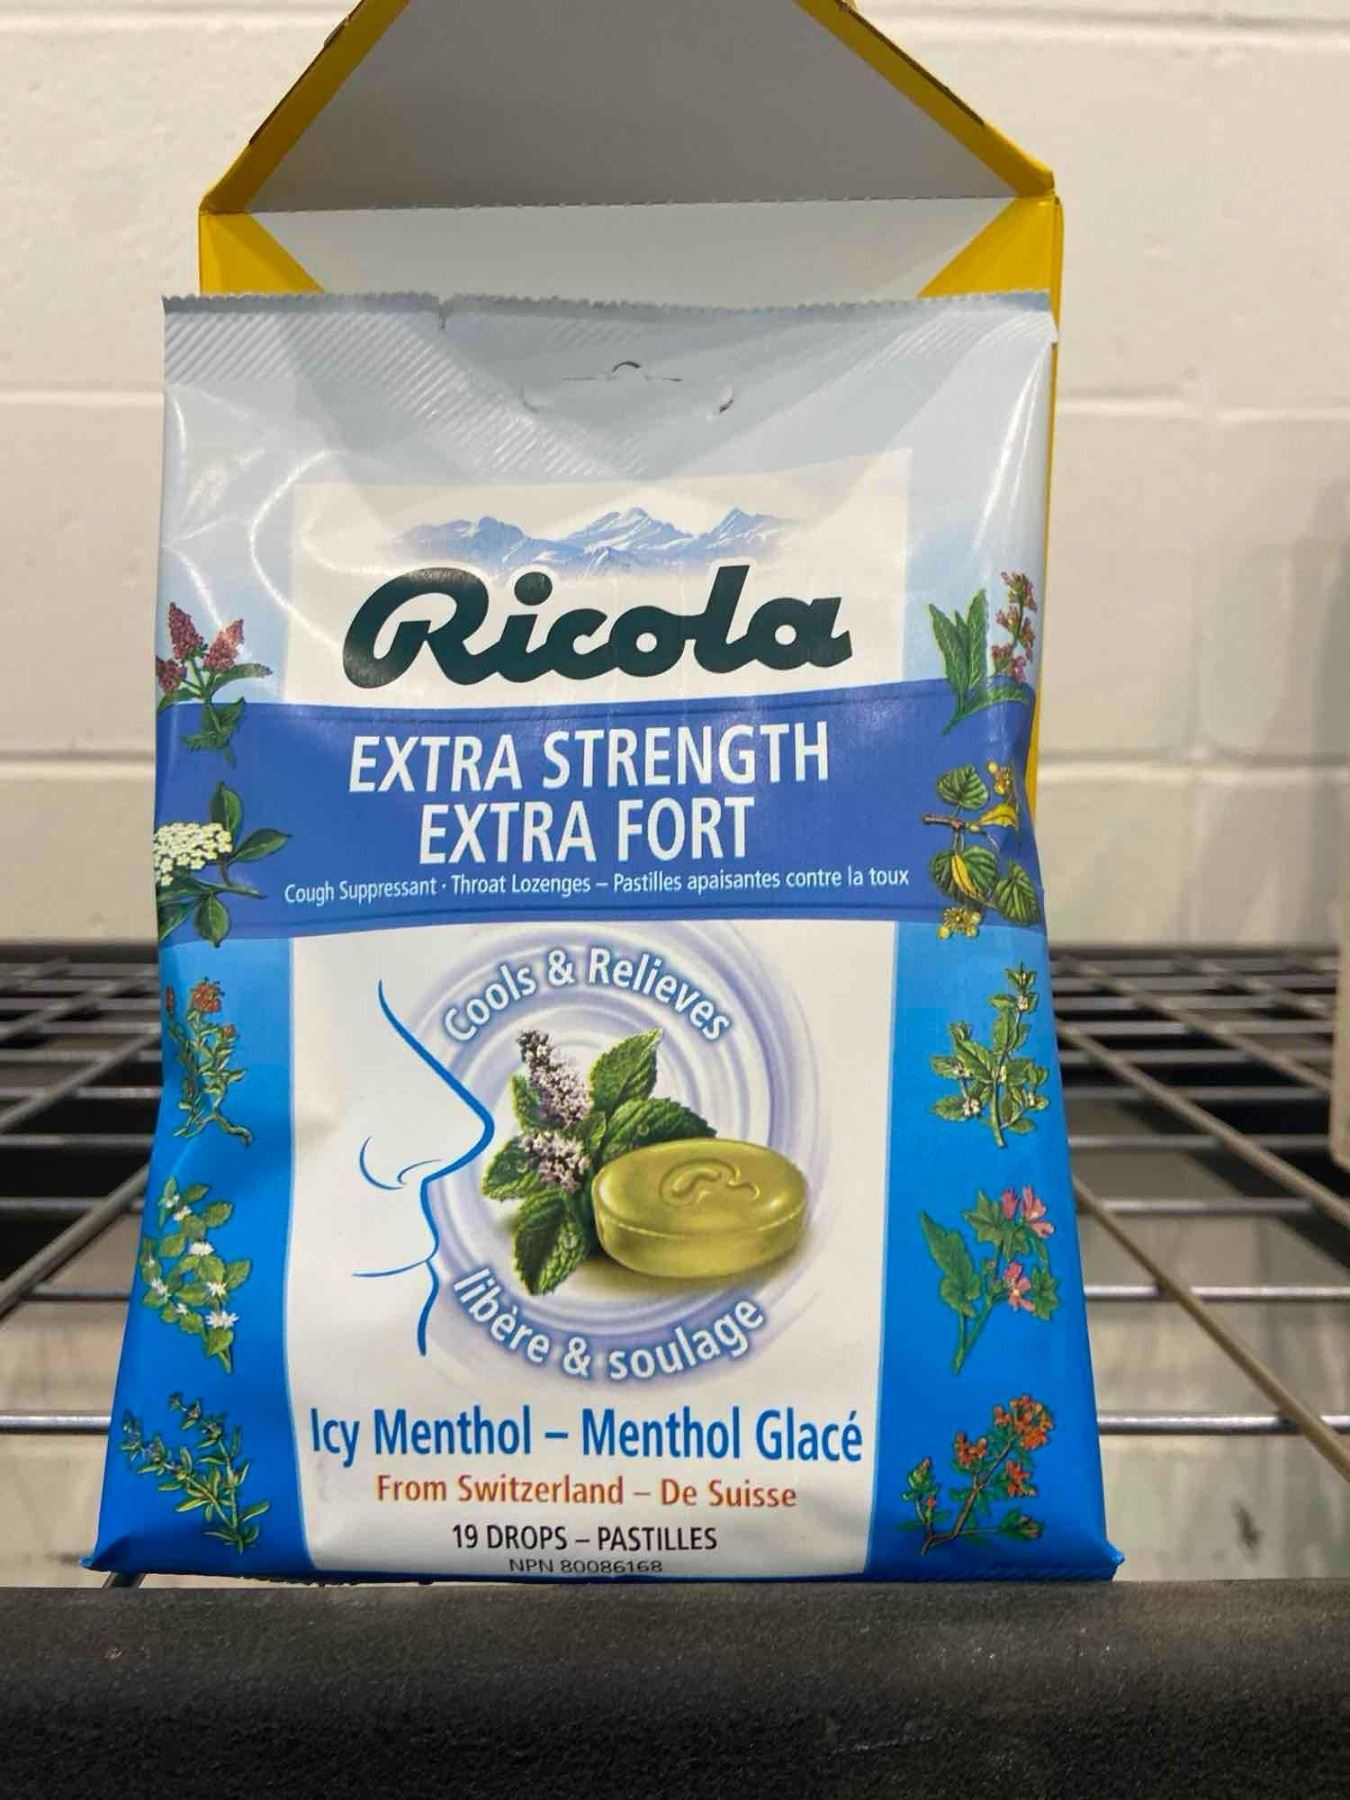 Ricola
EXTRA STRENGTH
EXTRA FORT
Cough Suppressant · Throat Lozenges – Pastilles apaisantes contre la toux
Cools & Relieves
libère & soulage
Icy Menthol – Menthol Glacé
From Switzerland – De Suisse
19 DROPS – PASTILLES
NPN 80086168